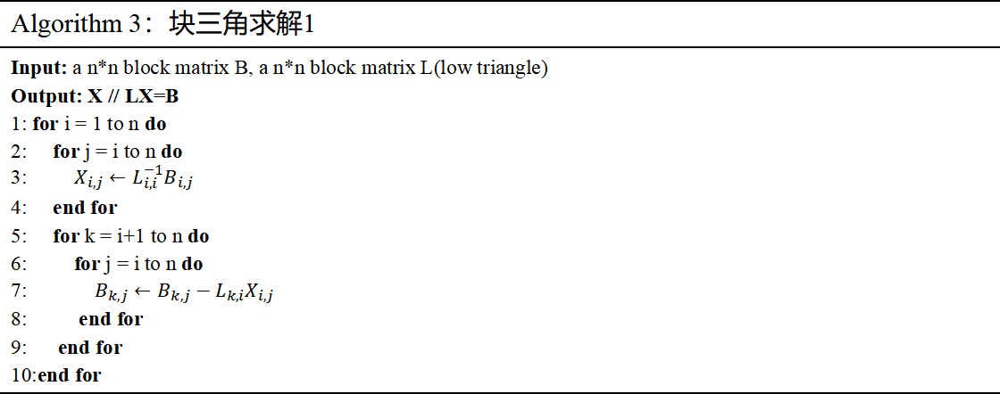 Algorithm 3：块三角求解1
Input: a n*n block matrix B, a n*n block matrix L(low triangle)
Output: X // LX=B
1: for i = 1 to n do
2: for j = i to n do
3: X_{i,j} ← L_{i,i}^{-1} B_{i,j}
4: end for
5: for k = i+1 to n do
6: for j = i to n do
7: B_{k,j} ← B_{k,j} − L_{k,i} X_{i,j}
8: end for
9: end for
10:end for